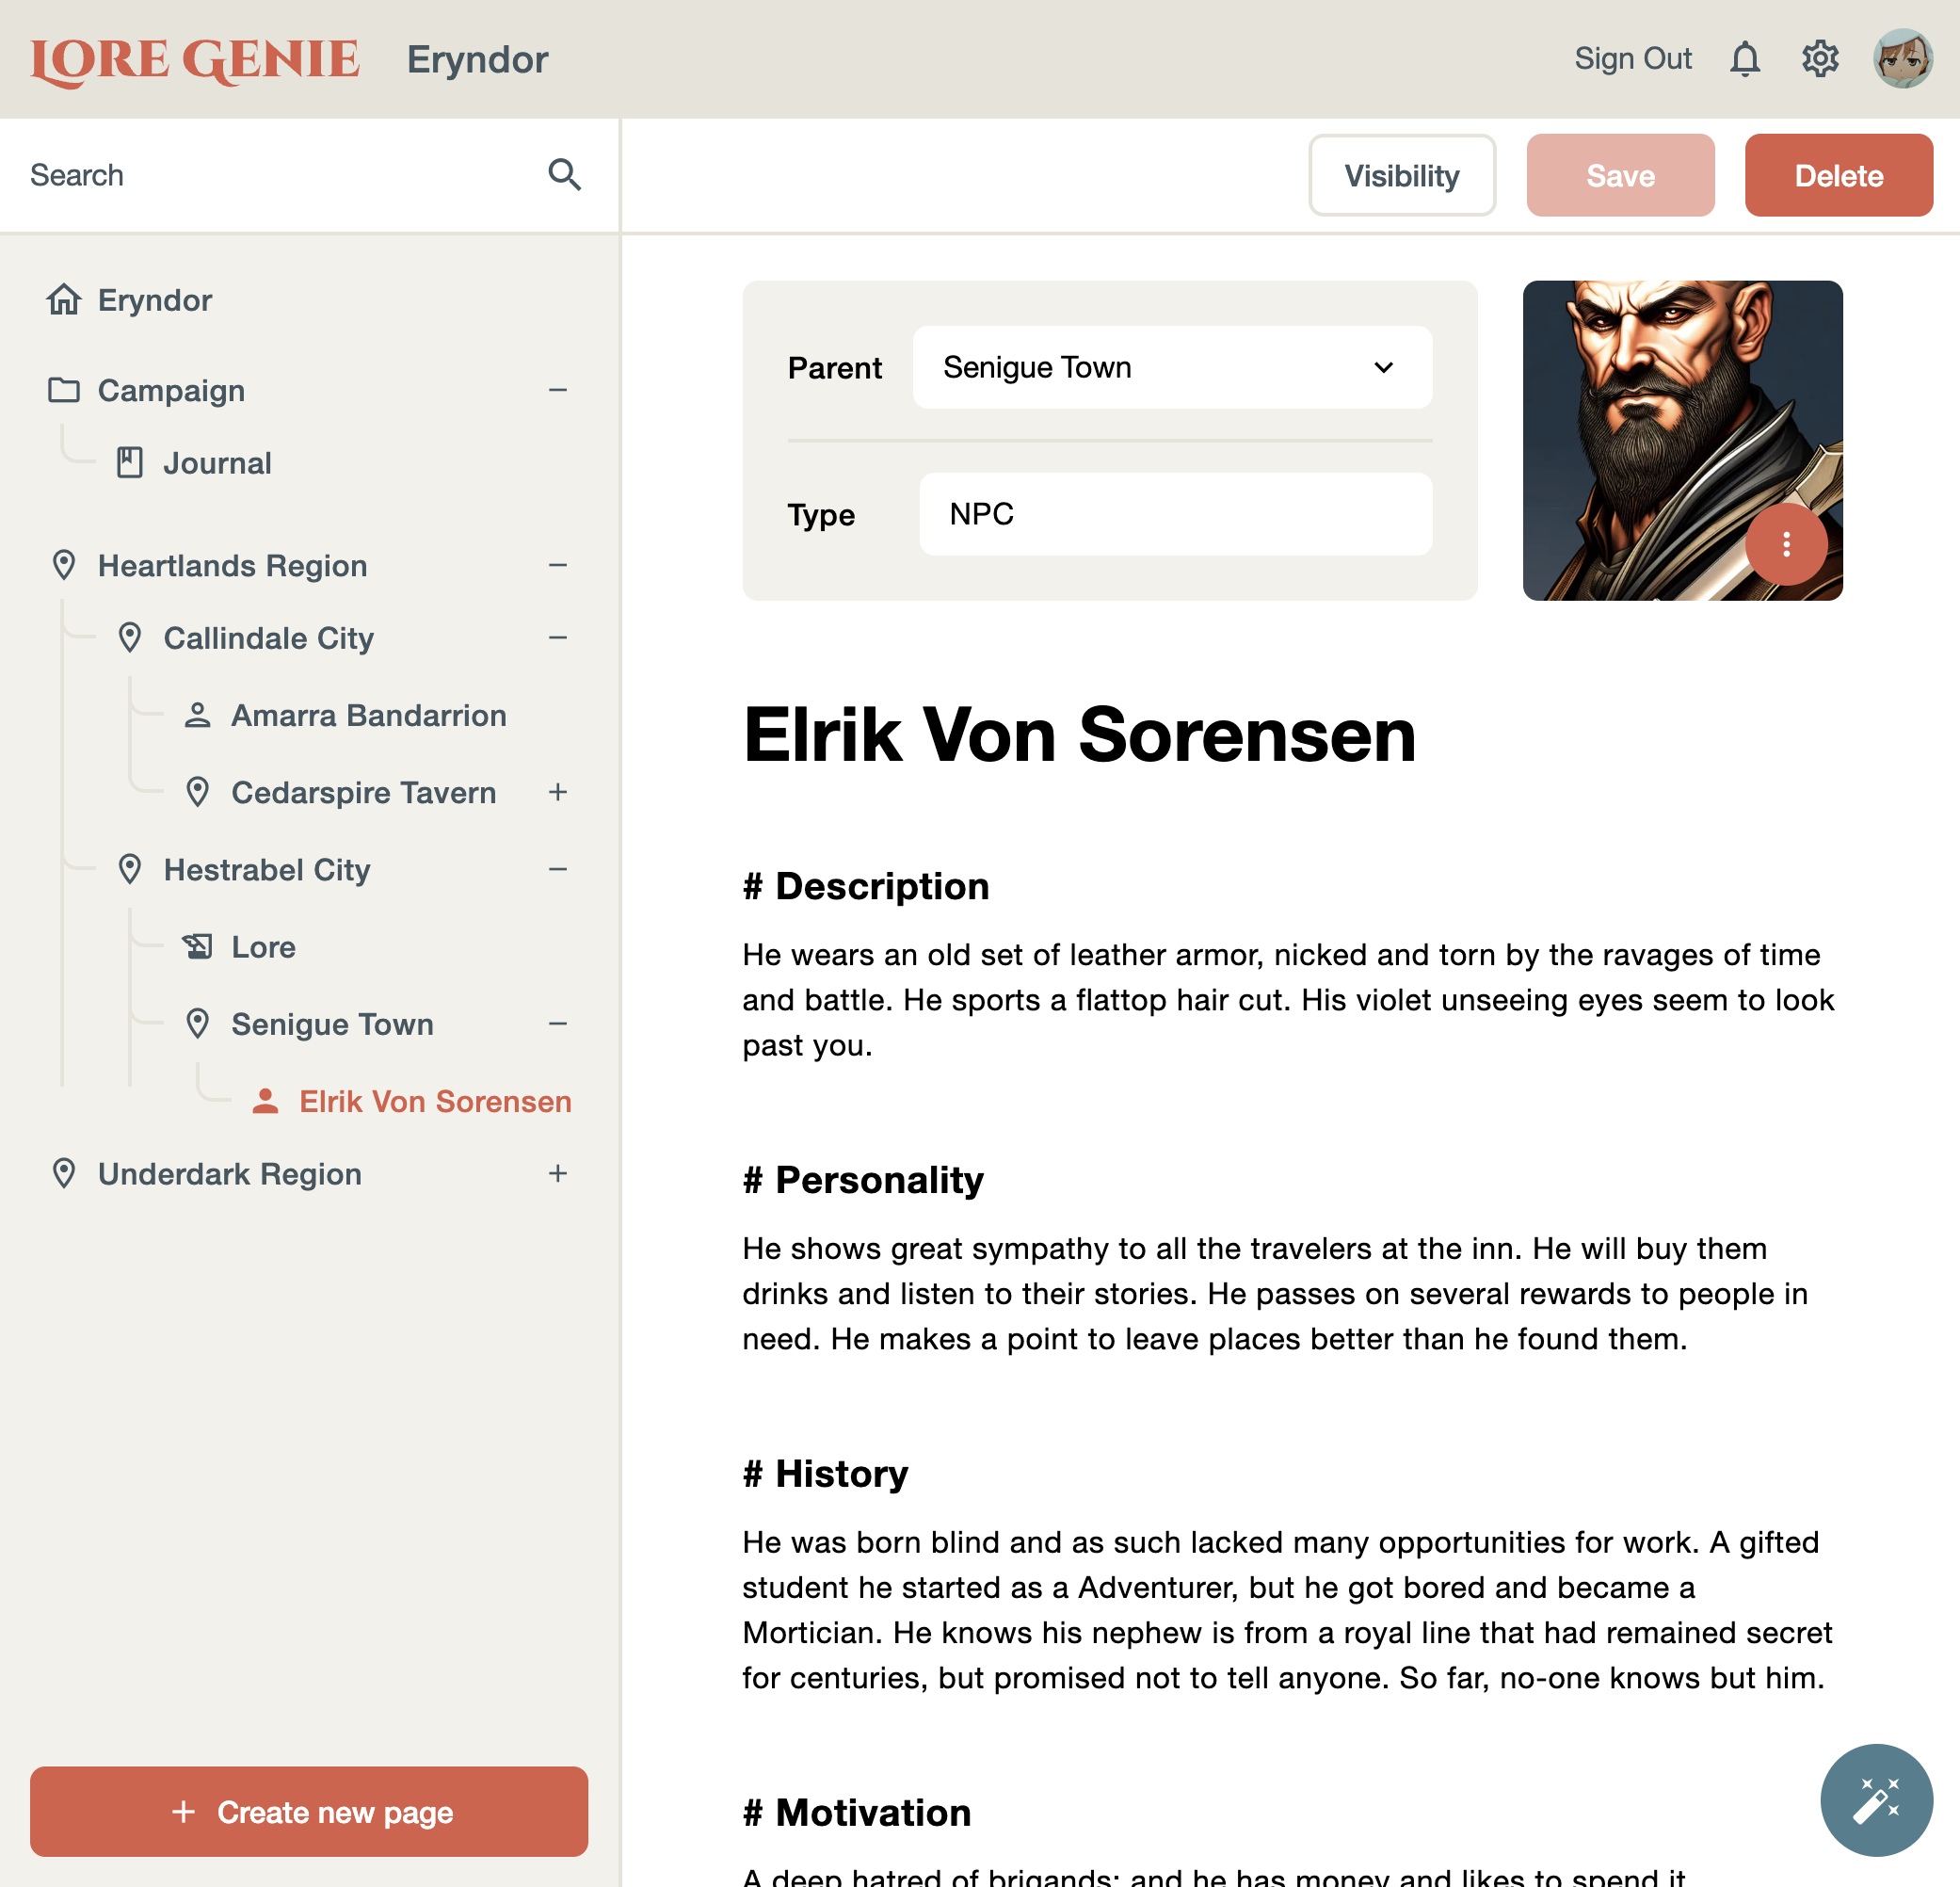 LORE GENIE
Eryndor
Sign Out
Search
Visibility
Save
Delete
Eryndor
Campaign
Journal
Heartlands Region
Callindale City
Amarra Bandarrion
Cedarspire Tavern
Hestrabel City
Lore
Senigue Town
Elrik Von Sorensen
Underdark Region
+ Create new page
Parent
Senigue Town
Type
NPC
Elrik Von Sorensen
# Description
He wears an old set of leather armor, nicked and torn by the ravages of time
and battle. He sports a flattop hair cut. His violet unseeing eyes seem to look
past you.
# Personality
He shows great sympathy to all the travelers at the inn. He will buy them
drinks and listen to their stories. He passes on several rewards to people in
need. He makes a point to leave places better than he found them.
# History
He was born blind and as such lacked many opportunities for work. A gifted
student he started as a Adventurer, but he got bored and became a
Mortician. He knows his nephew is from a royal line that had remained secret
for centuries, but promised not to tell anyone. So far, no-one knows but him.
# Motivation
A deep hatred of brigands; and he has money and likes to spend it